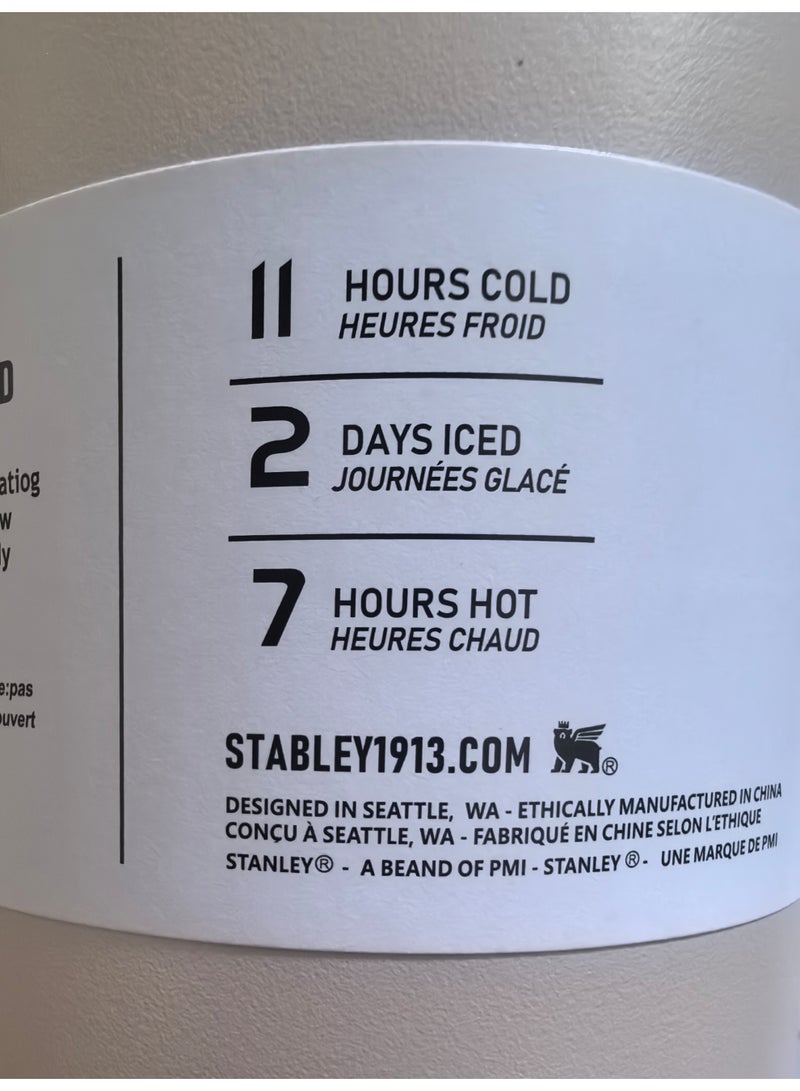 D
atiog
w
ly
e:pas
ouvert
11 HOURS COLD
HEURES FROID
2 DAYS ICED
JOURNÉES GLACÉ
7 HOURS HOT
HEURES CHAUD
STABLEY1913.COM ®
DESIGNED IN SEATTLE, WA - ETHICALLY MANUFACTURED IN CHINA
CONÇU À SEATTLE, WA - FABRIQUÉ EN CHINE SELON L'ETHIQUE
STANLEY® - A BEAND OF PMI - STANLEY ® - UNE MARQUE DE PMI